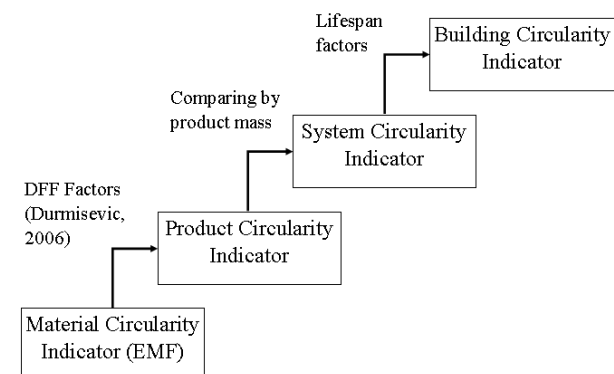 Lifespan
factors
Building Circularity
Indicator
Comparing by
product mass
System Circularity
Indicator
DFF Factors
(Durmisevic,
2006)
Product Circularity
Indicator
Material Circularity
Indicator (EMF)